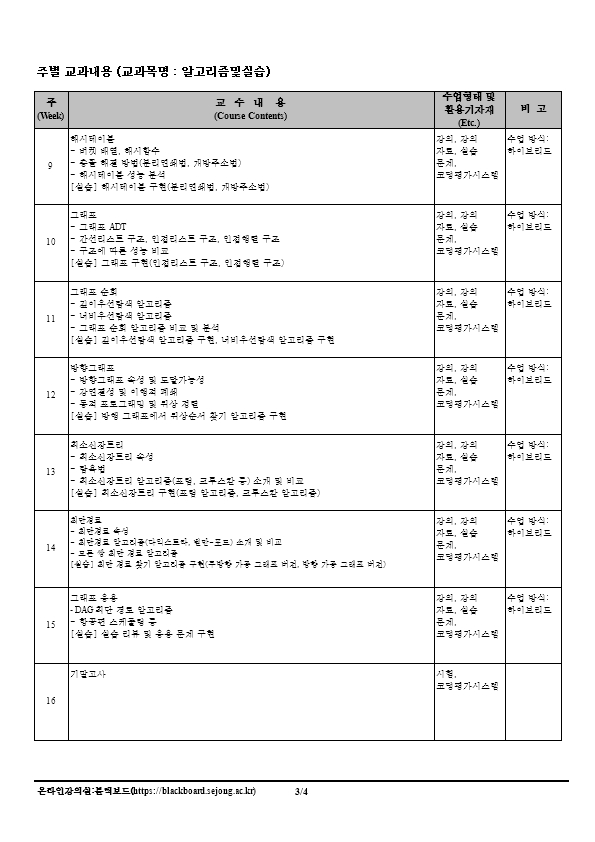 주별 교과내용 (교과목명 : 알고리즘및실습)
주 (Week)
교 수 내 용 (Course Contents)
수업형태 및 활용기자재 (Etc.)
비 고
9
해시테이블
- 버켓 배열, 해시함수
- 충돌 해결 방법(분리연쇄법, 개방주소법)
- 해시테이블 성능 분석
[실습] 해시테이블 구현(분리연쇄법, 개방주소법)
강의, 강의
자료, 실습
문제,
코딩평가시스템
수업 방식:
하이브리드
10
그래프
- 그래프 ADT
- 간선리스트 구조, 인접리스트 구조, 인접행렬 구조
- 구조에 따른 성능 비교
[실습] 그래프 구현(인접리스트 구조, 인접행렬 구조)
강의, 강의
자료, 실습
문제,
코딩평가시스템
수업 방식:
하이브리드
11
그래프 순회
- 깊이우선탐색 알고리즘
- 너비우선탐색 알고리즘
- 그래프 순회 알고리즘 비교 및 분석
[실습] 깊이우선탐색 알고리즘 구현, 너비우선탐색 알고리즘 구현
강의, 강의
자료, 실습
문제,
코딩평가시스템
수업 방식:
하이브리드
12
방향그래프
- 방향그래프 속성 및 도달가능성
- 강연결성 및 이행적 폐쇄
- 동적 프로그래밍 및 위상 정렬
[실습] 방향 그래프에서 위상순서 찾기 알고리즘 구현
강의, 강의
자료, 실습
문제,
코딩평가시스템
수업 방식:
하이브리드
13
최소신장트리
- 최소신장트리 속성
- 탐욕법
- 최소신장트리 알고리즘(프림, 크루스칼 등) 소개 및 비교
[실습] 최소신장트리 구현(프림 알고리즘, 크루스칼 알고리즘)
강의, 강의
자료, 실습
문제,
코딩평가시스템
수업 방식:
하이브리드
14
최단경로
- 최단경로 속성
- 최단경로 알고리즘(다익스트라, 벨만-포드) 소개 및 비교
- 모든 쌍 최단 경로 알고리즘
[실습] 최단 경로 찾기 알고리즘 구현(무방향 가중 그래프 버전, 방향 가중 그래프 버전)
강의, 강의
자료, 실습
문제,
코딩평가시스템
수업 방식:
하이브리드
15
그래프 응용
- DAG 최단 경로 알고리즘
- 항공편 스케줄링 등
[실습] 실습 리뷰 및 응용 문제 구현
강의, 강의
자료, 실습
문제,
코딩평가시스템
수업 방식:
하이브리드
16
기말고사
시험,
코딩평가시스템
온라인강의실:블랙보드(https://blackboard.sejong.ac.kr)
3/4